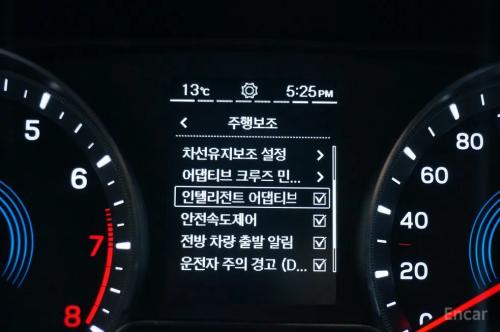 13℃ 5:25PM
주행보조
차선유지보조 설정
어댑티브 크루즈 민...
인텔리전트 어댑티브
안전속도제어
전방 차량 출발 알림
운전자 주의 경고 (D...
5
6
7
8
80
60
40
20
0
Encar